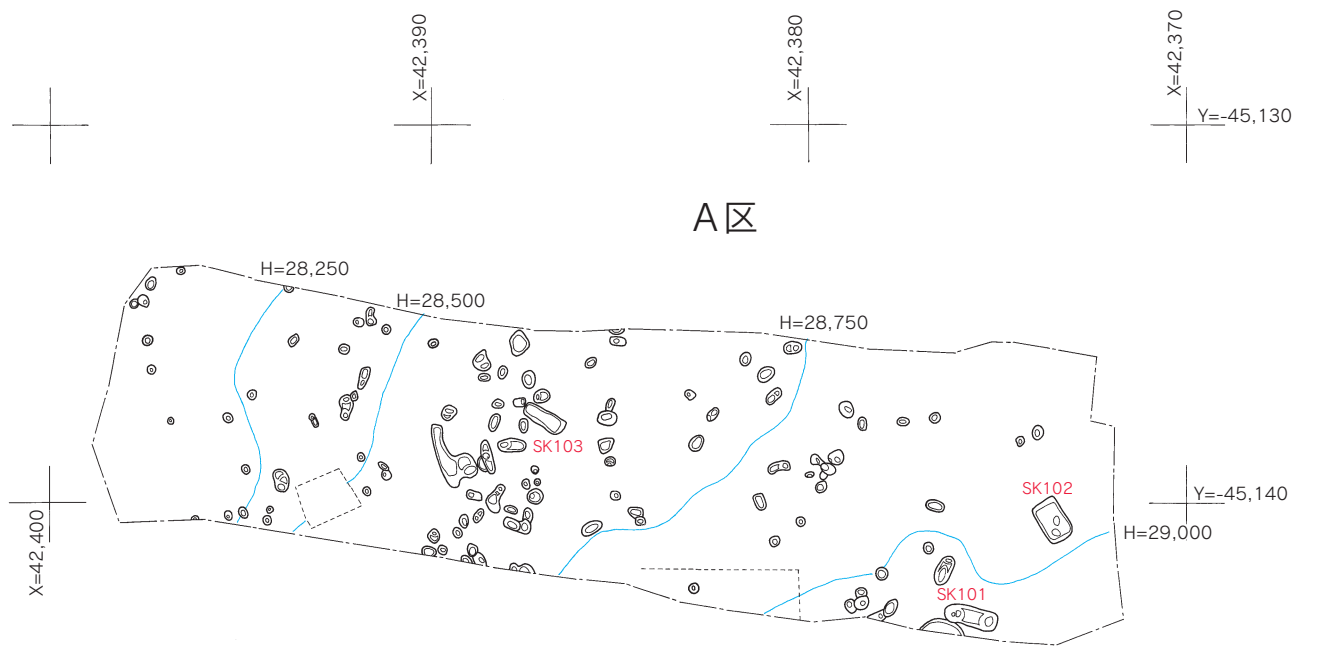 X=42,390
X=42,380
X=42,370
Y=-45,130
A区
H=28,250
H=28,500
H=28,750
SK103
SK102
Y=-45,140
H=29,000
X=42,400
SK101